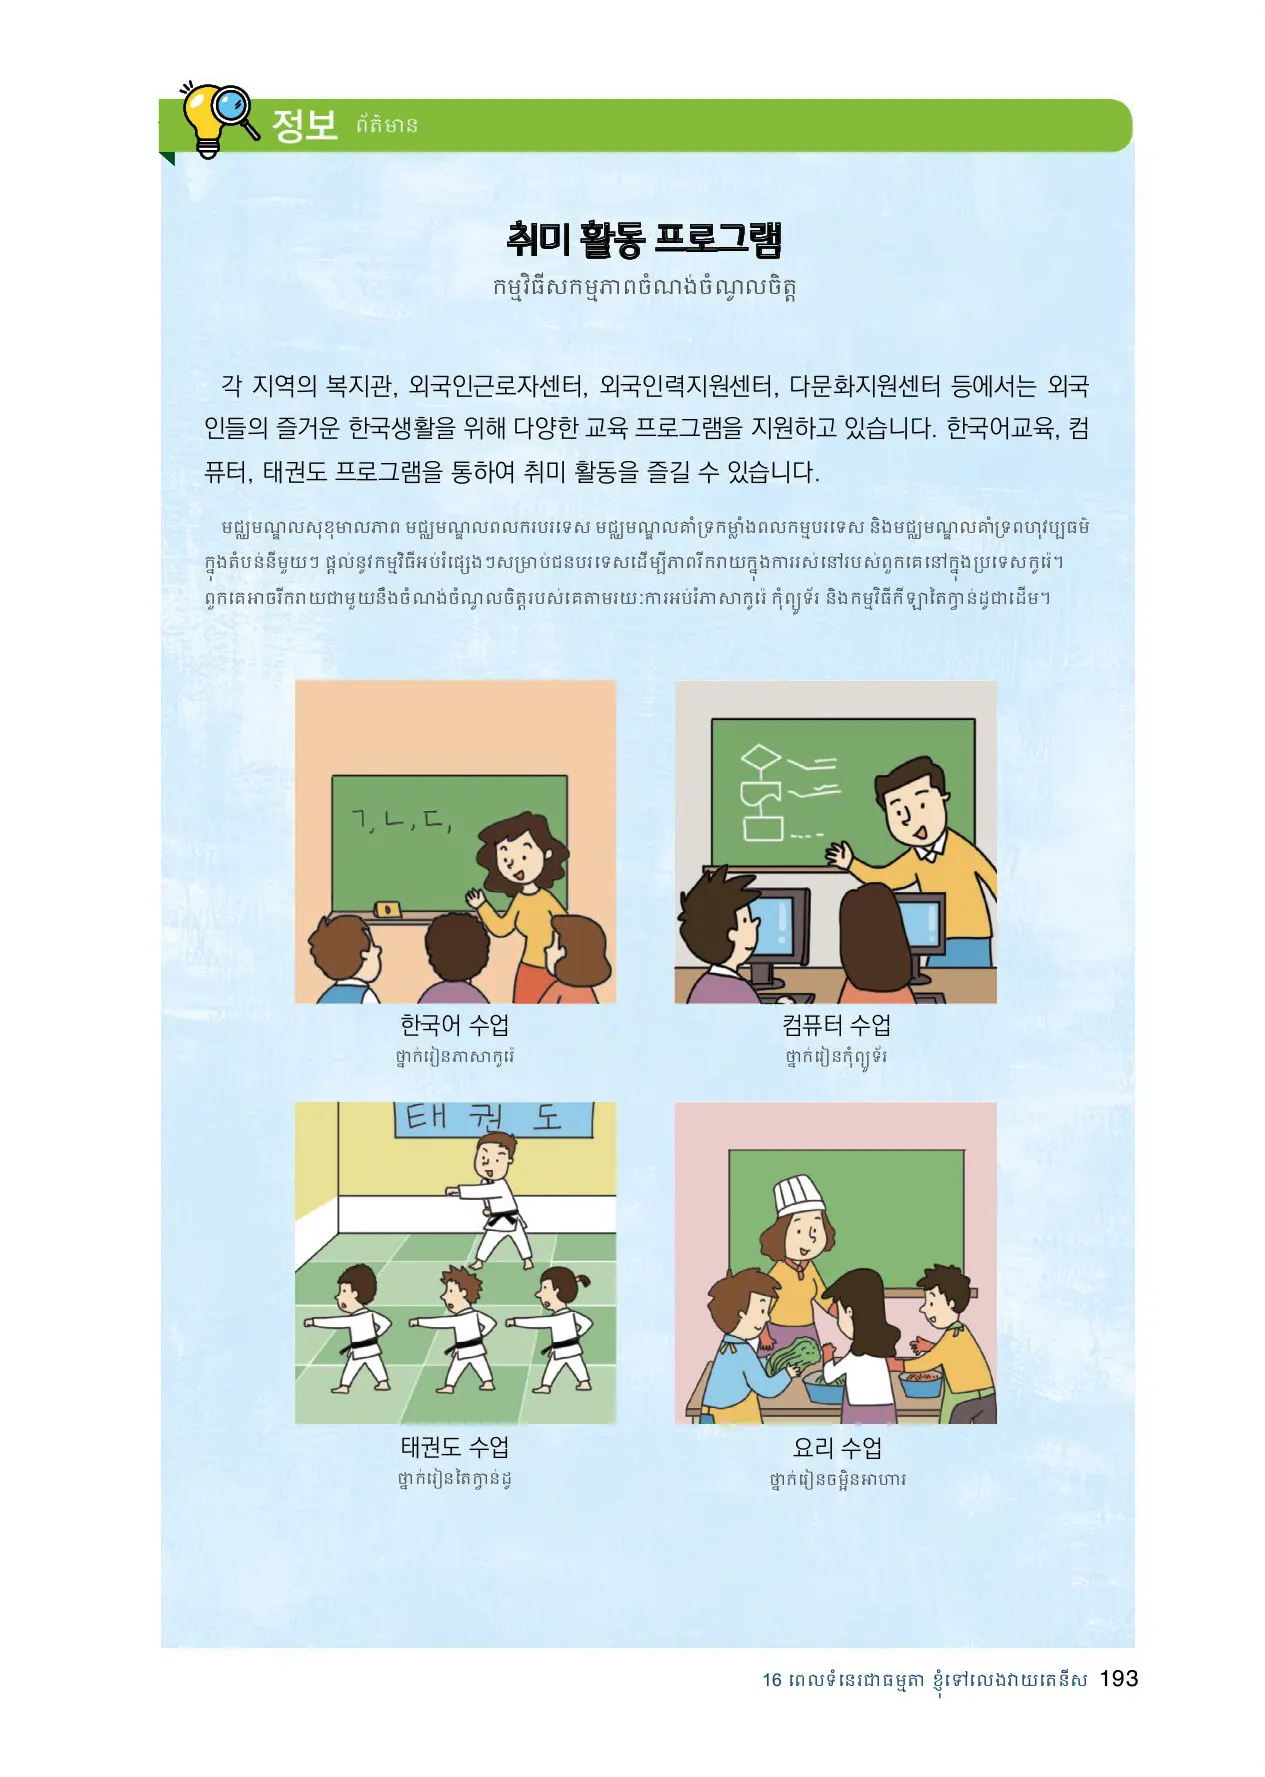 정보 ព័ត៌មាន
취미 활동 프로그램
កម្មវិធីសកម្មភាពចំណង់ចំណូលចិត្ត
각 지역의 복지관, 외국인근로자센터, 외국인력지원센터, 다문화지원센터 등에서는 외국
인들의 즐거운 한국생활을 위해 다양한 교육 프로그램을 지원하고 있습니다. 한국어교육, 컴
퓨터, 태권도 프로그램을 통하여 취미 활동을 즐길 수 있습니다.
មជ្ឈមណ្ឌលសុខុមាលភាព មជ្ឈមណ្ឌលពលករបរទេស មជ្ឈមណ្ឌលគាំទ្រកម្លាំងពលកម្មបរទេស និងមជ្ឈមណ្ឌលគាំទ្រពហុវប្បធម៌
ក្នុងតំបន់នីមួយៗ ផ្តល់នូវកម្មវិធីអប់រំផ្សេងៗសម្រាប់ជនបរទេសដើម្បីភាពរីករាយក្នុងការរស់នៅរបស់ពួកគេនៅក្នុងប្រទេសកូរ៉េ។
ពួកគេអាចរីករាយជាមួយនឹងចំណង់ចំណូលចិត្តរបស់គេតាមរយៈការអប់រំភាសាកូរ៉េ កុំព្យូទ័រ និងកម្មវិធីកីឡាតៃក្វាន់ដូជាដើម។
ㄱ, ㄴ, ㄷ,
한국어 수업
ថ្នាក់រៀនភាសាកូរ៉េ
컴퓨터 수업
ថ្នាក់រៀនកុំព្យូទ័រ
태권도
태권도 수업
ថ្នាក់រៀនតៃក្វាន់ដូ
요리 수업
ថ្នាក់រៀនចម្អិនអាហារ
16 ពេលទំនេរជាធម្មតា ខ្ញុំទៅលេងវាយតេនីស 193